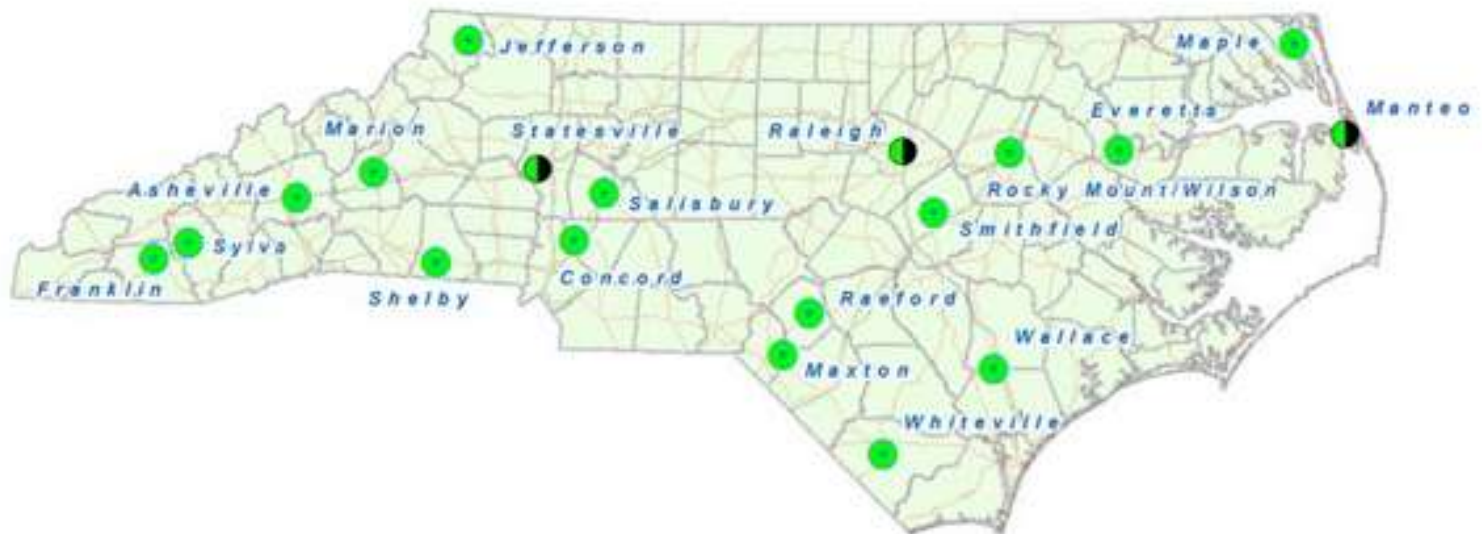 Jefferson
Maple
Everetts
Manteo
Marion
Statesville
Raleigh
Asheville
Salisbury
Rocky Mount/Wilson
Smithfield
Sylva
Franklin
Shelby
Concord
Raeford
Wallace
Maxton
Whiteville